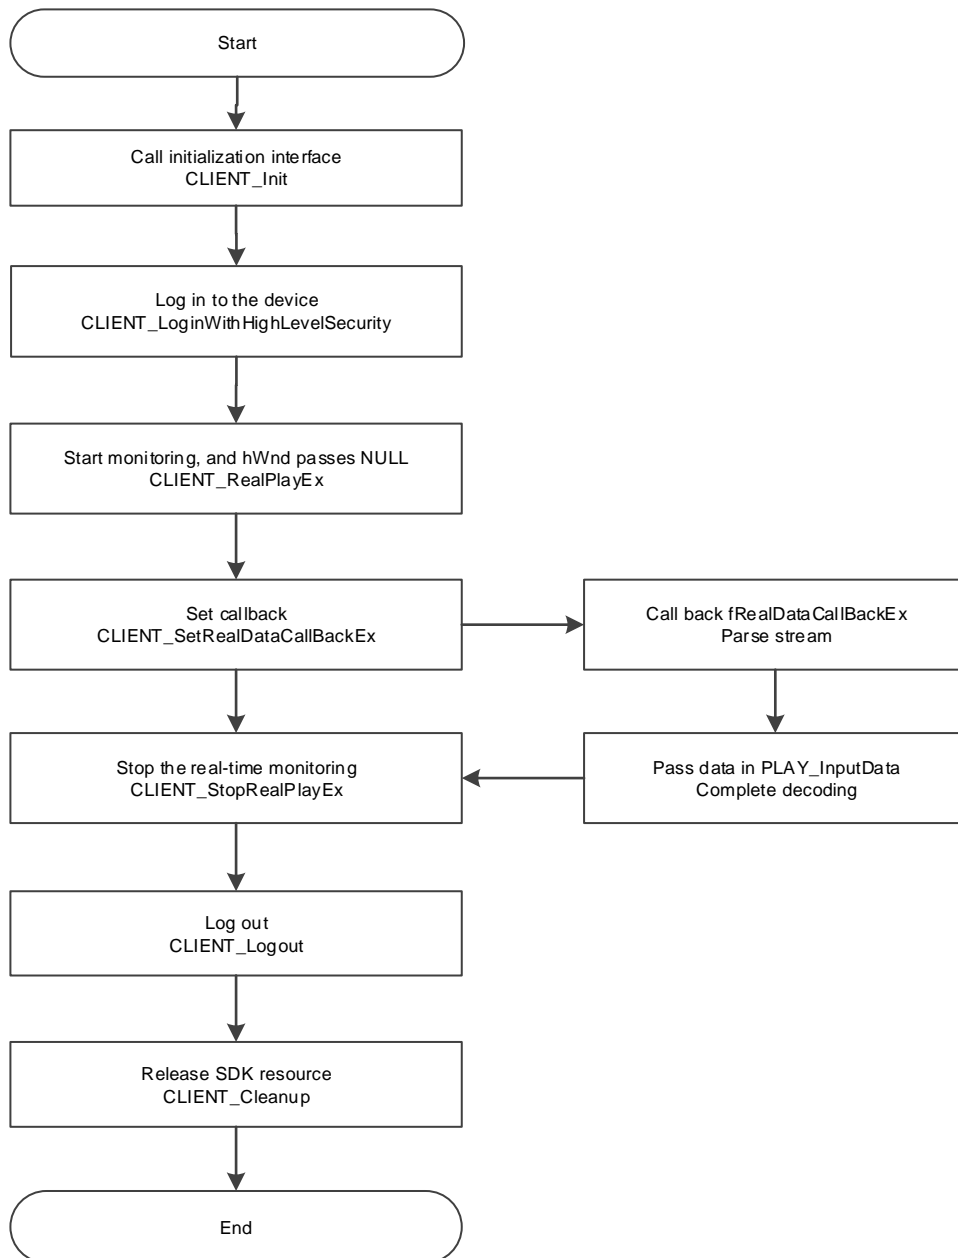 Start
Call initialization interface
CLIENT_Init
Log in to the device
CLIENT_LoginWithHighLevelSecurity
Start monitoring, and hWnd passes NULL
CLIENT_RealPlayEx
Set callback
CLIENT_SetRealDataCallBackEx
Call back fRealDataCallBackEx
Parse stream
Stop the real-time monitoring
CLIENT_StopRealPlayEx
Pass data in PLAY_InputData
Complete decoding
Log out
CLIENT_Logout
Release SDK resource
CLIENT_Cleanup
End